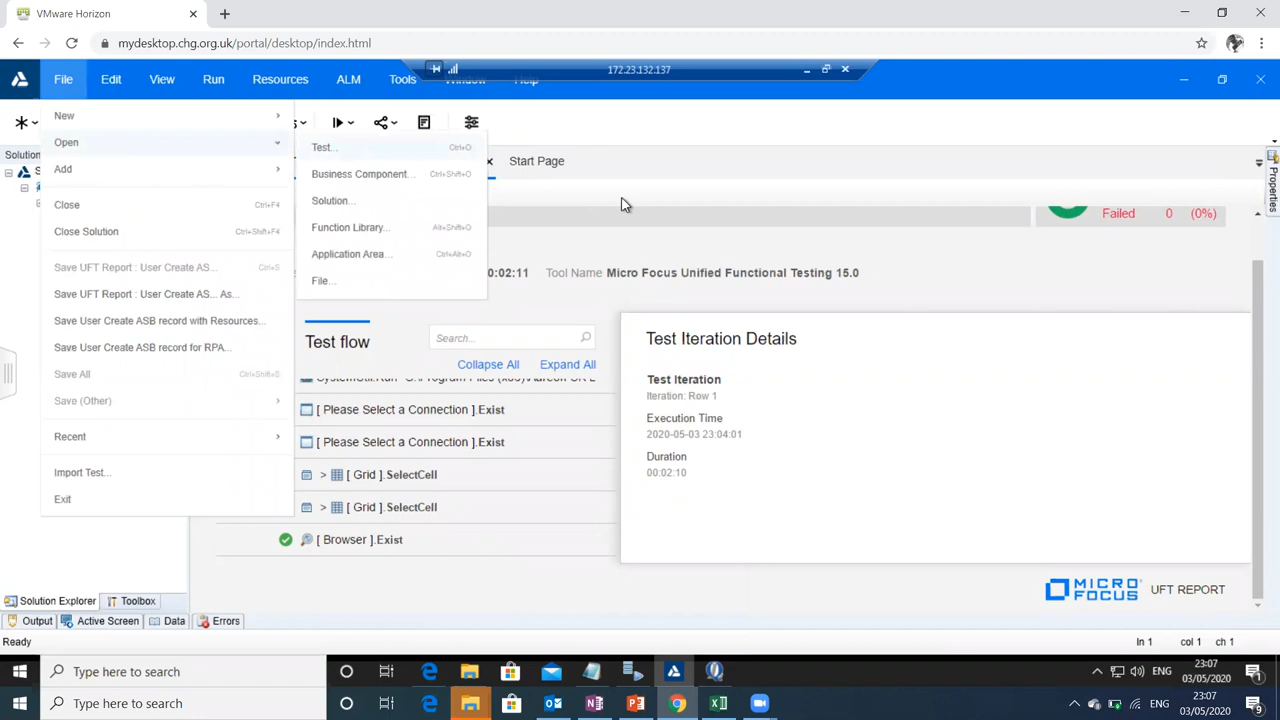 VMware Horizon
mydesktop.chg.org.uk/portal/desktop/index.html
File Edit View Run Resources ALM Tools Window Help
172.23.132.137
New
Open
Add
Close Ctrl+F4
Close Solution Ctrl+Shift+F4
Save UFT Report : User Create AS... Ctrl+S
Save UFT Report : User Create AS... As...
Save User Create ASB record with Resources...
Save User Create ASB record for RPA...
Save All Ctrl+Shift+S
Save (Other)
Recent
Import Test...
Exit
Test... Ctrl+O
Business Component... Ctrl+Shift+O
Solution...
Function Library... Alt+Shift+O
Application Area... Ctrl+Alt+O
File...
Solution
S
Start Page
Properties
Failed 0 (0%)
0:02:11 Tool Name Micro Focus Unified Functional Testing 15.0
Test flow
Search...
Collapse All Expand All
[ Please Select a Connection ].Exist
[ Please Select a Connection ].Exist
> [ Grid ].SelectCell
> [ Grid ].SelectCell
[ Browser ].Exist
Test Iteration Details
Test Iteration
Iteration: Row 1
Execution Time
2020-05-03 23:04:01
Duration
00:02:10
MICRO FOCUS UFT REPORT
Solution Explorer Toolbox
Output Active Screen Data Errors
Ready ln 1 col 1 ch 1
Type here to search ENG 23:07 03/05/2020 1
Type here to search ENG 23:07 03/05/2020 9